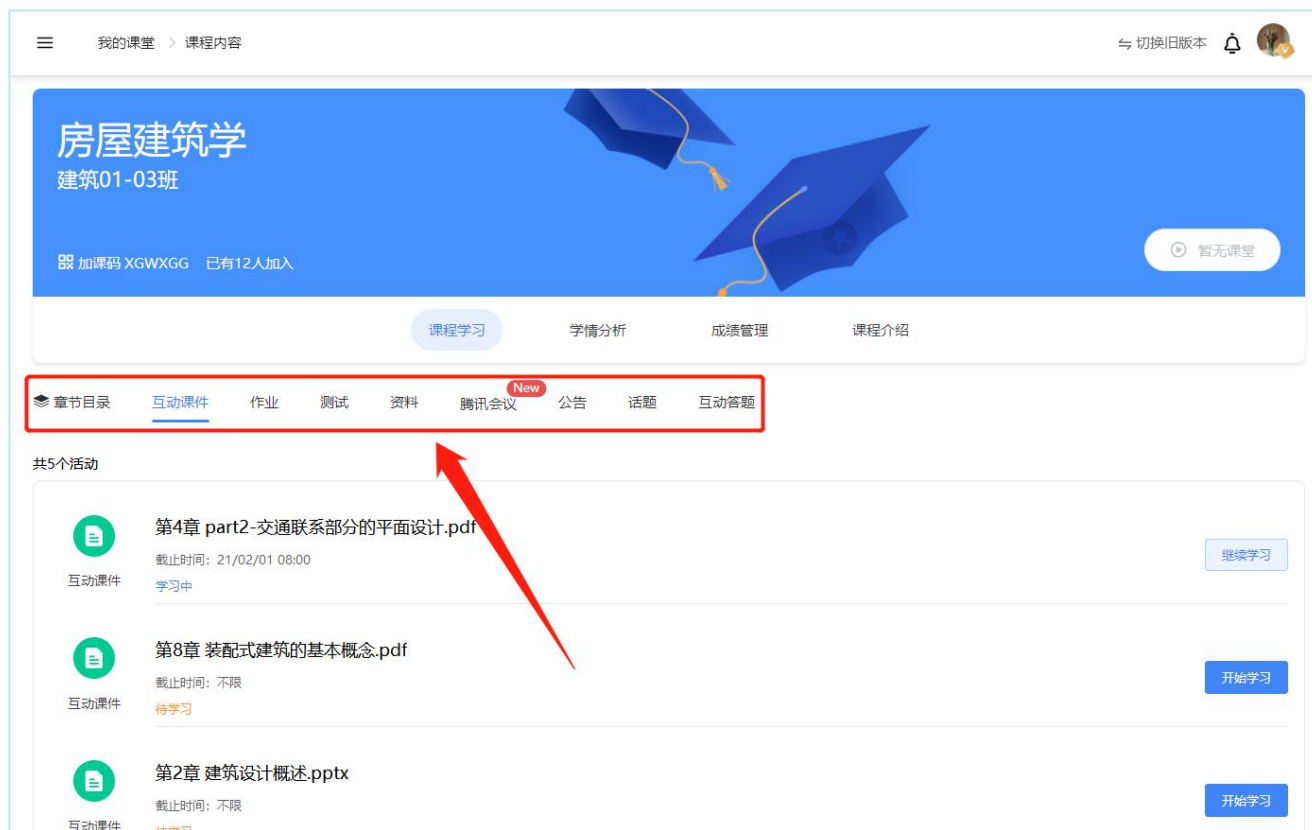 我的课堂 > 课程内容
切换旧版本
房屋建筑学
建筑01-03班
加课码 XGWXGG 已有12人加入
暂无课堂
课程学习 学情分析 成绩管理 课程介绍
章节目录 互动课件 作业 测试 资料 腾讯会议 New 公告 话题 互动答题
共5个活动
第4章 part2-交通联系部分的平面设计.pdf
截止时间：21/02/01 08:00
继续学习
互动课件
学习中
第8章 装配式建筑的基本概念.pdf
截止时间：不限
开始学习
互动课件
待学习
第2章 建筑设计概述.pptx
截止时间：不限
开始学习
互动课件
待学习